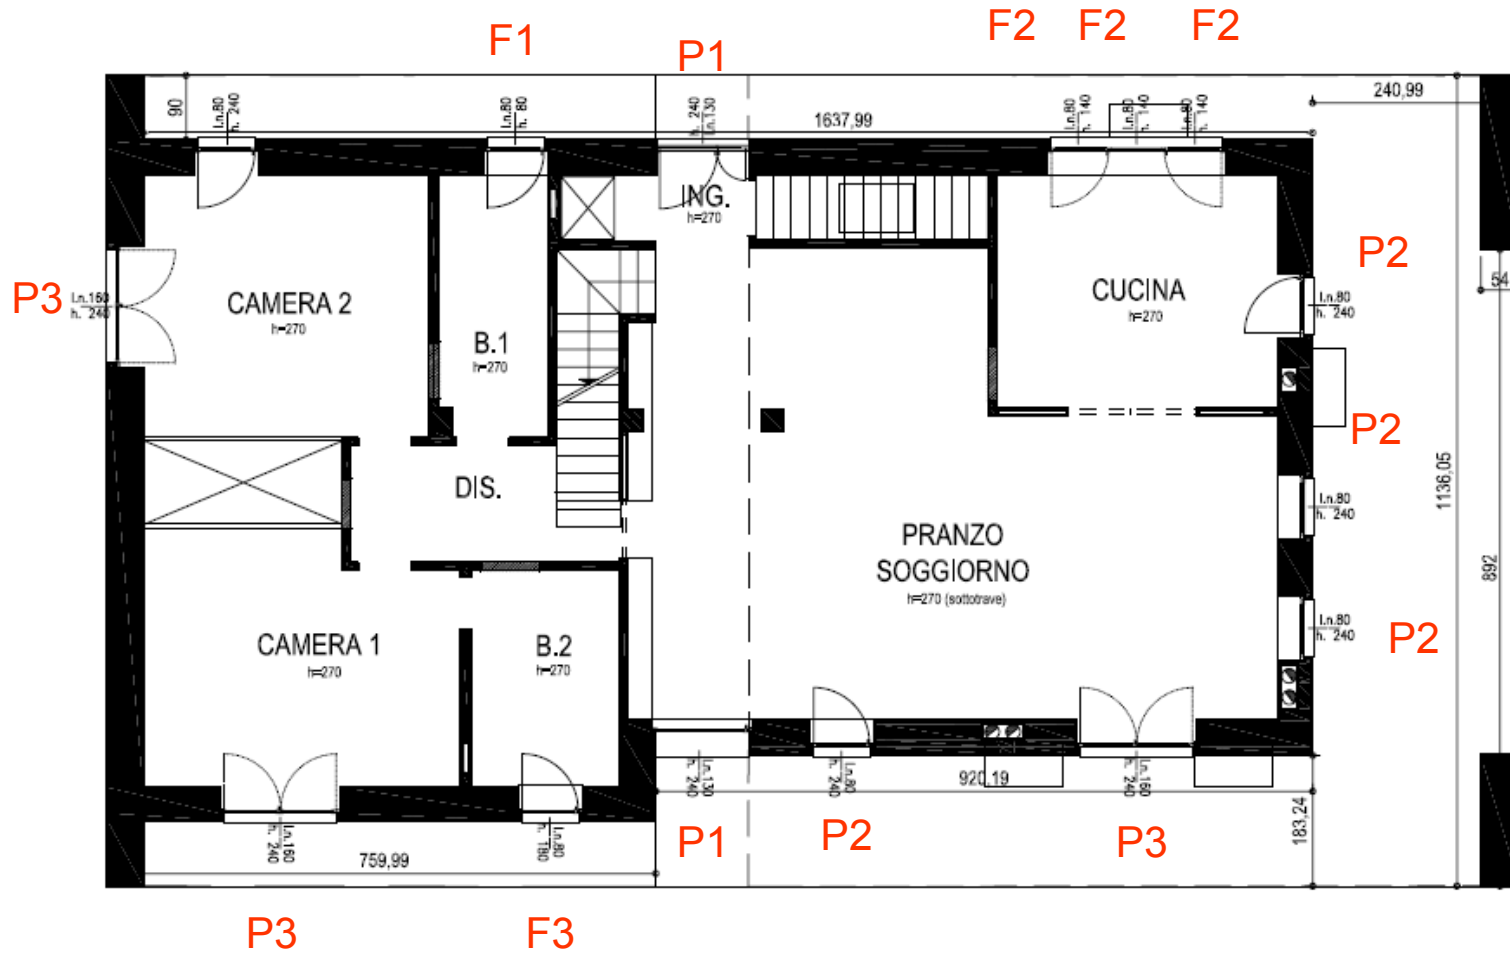 F1
P1
F2 F2 F2
90
l.n.80
h. 240
l.n.80
h. 80
h. 240
l.n.130
1637,99
l.n.80
h. 140
l.n.80
h. 140
l.n.80
h. 140
240,99
ING.
h=270
P3
l.n.160
h. 240
CAMERA 2
h=270
B.1
h=270
CUCINA
h=270
P2
l.n.80
h. 240
54
P2
DIS.
PRANZO
SOGGIORNO
h=270 (sottotrave)
l.n.80
h. 240
1136,05
892
CAMERA 1
h=270
B.2
h=270
l.n.80
h. 240
P2
l.n.160
h. 240
l.n.80
h. 180
l.n.130
h. 240
l.n.80
h. 240
920,19
l.n.160
h. 240
183,24
759,99
P1
P2
P3
P3
F3